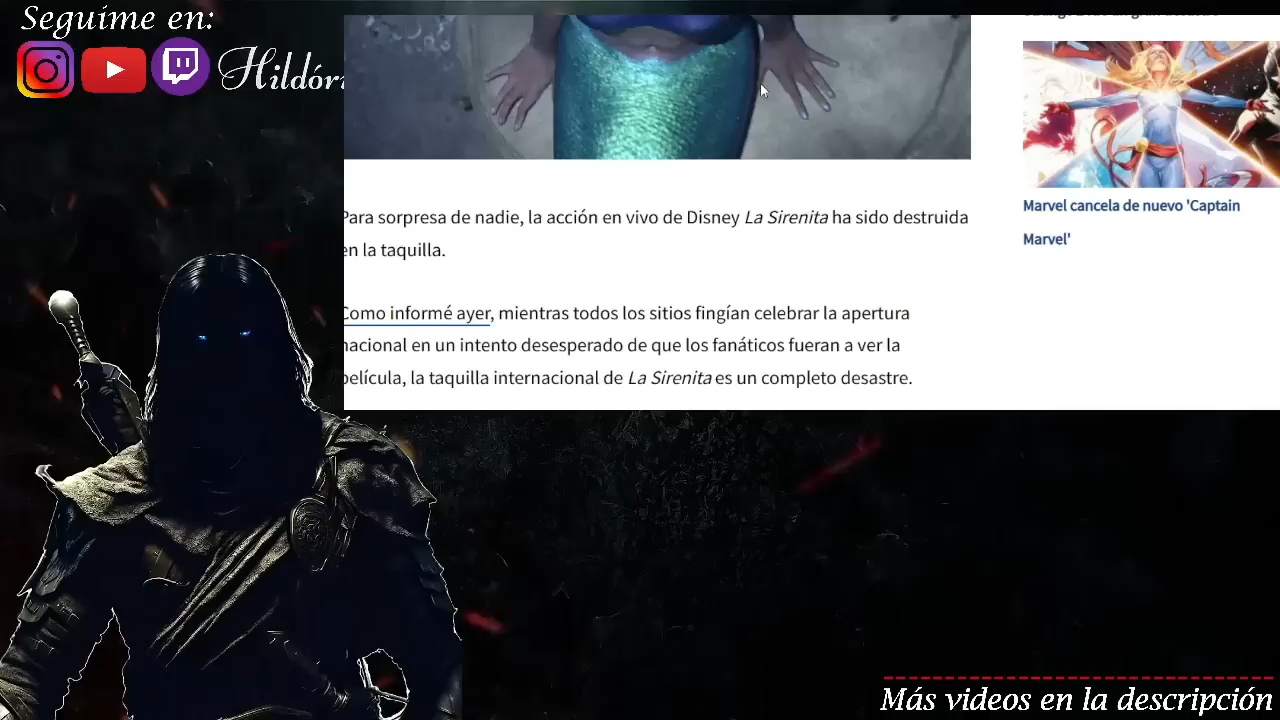 Seguíme en:
Para sorpresa de nadie, la acción en vivo de Disney La Sirenita ha sido destruida
en la taquilla.
Como informé ayer, mientras todos los sitios fingían celebrar la apertura
nacional en un intento desesperado de que los fanáticos fueran a ver la
película, la taquilla internacional de La Sirenita es un completo desastre.
Marvel cancela de nuevo 'Captain
Marvel'
Más videos en la descripción